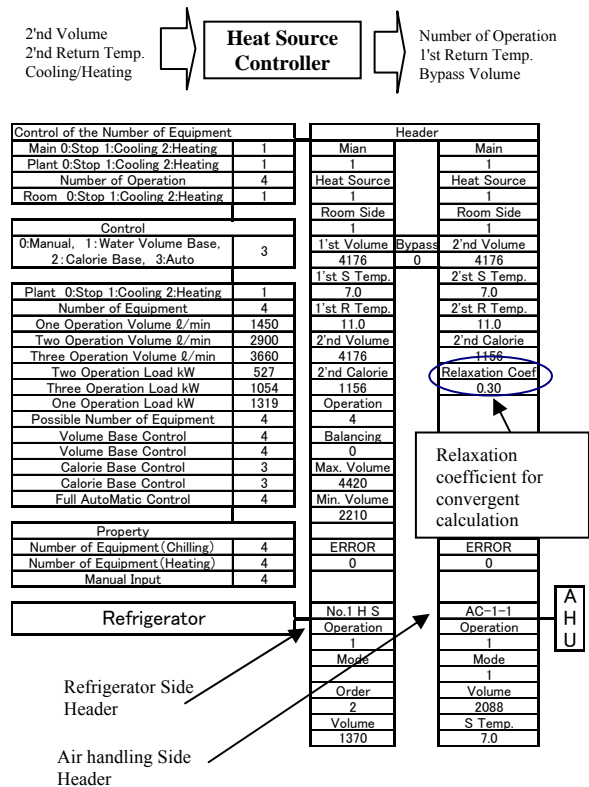 2'nd Volume
2'nd Return Temp.
Cooling/Heating
Heat Source
Controller
Number of Operation
1'st Return Temp.
Bypass Volume
Control of the Number of Equipment
Main 0:Stop 1:Cooling 2:Heating 1
Plant 0:Stop 1:Cooling 2:Heating 1
Number of Operation 4
Room 0:Stop 1:Cooling 2:Heating 1
Control
0:Manual, 1:Water Volume Base,
2:Calorie Base, 3:Auto
3
Plant 0:Stop 1:Cooling 2:Heating 1
Number of Equipment 4
One Operation Volume ℓ/min 1450
Two Operation Volume ℓ/min 2900
Three Operation Volume ℓ/min 3660
Two Operation Load kW 527
Three Operation Load kW 1054
One Operation Load kW 1319
Possible Number of Equipment 4
Volume Base Control 4
Volume Base Control 4
Calorie Base Control 3
Calorie Base Control 3
Full AutoMatic Control 4
Property
Number of Equipment(Chilling) 4
Number of Equipment(Heating) 4
Manual Input 4
Refrigerator
Header
Mian
1
Heat Source
1
Room Side
1
1'st Volume
4176
1'st S Temp.
7.0
1'st R Temp.
11.0
2'nd Volume
4176
2'nd Calorie
1156
Operation
4
Balancing
0
Max. Volume
4420
Min. Volume
2210
ERROR
0
No.1 H S
Operation
1
Mode
Order
2
Volume
1370
Bypass
0
Main
1
Heat Source
1
Room Side
1
2'nd Volume
4176
2'st S Temp.
7.0
2'st R Temp.
11.0
2'nd Calorie
1156
Relaxation Coef
0.30
Relaxation
coefficient for
convergent
calculation
ERROR
0
AC-1-1
Operation
1
Mode
1
Volume
2088
S Temp.
7.0
A
H
U
Refrigerator Side
Header
Air handling Side
Header